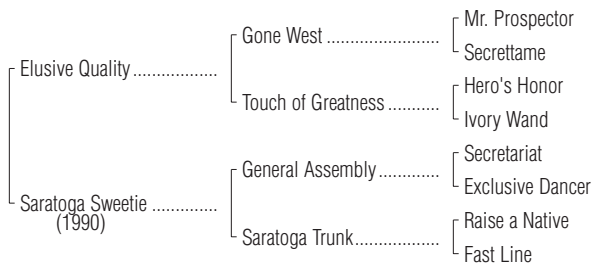 Mr. Prospector
Gone West ........................
Secrettame
Elusive Quality..................
Hero's Honor
Touch of Greatness ...........
Ivory Wand
Secretariat
General Assembly.............
Exclusive Dancer
Saratoga Sweetie ..............
(1990)
Raise a Native
Saratoga Trunk..................
Fast Line